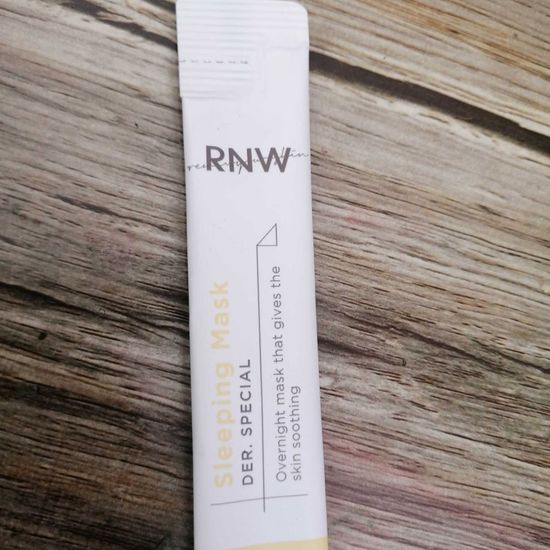 RNW
Sleeping Mask
DER. SPECIAL
Overnight mask that gives the
skin soothing